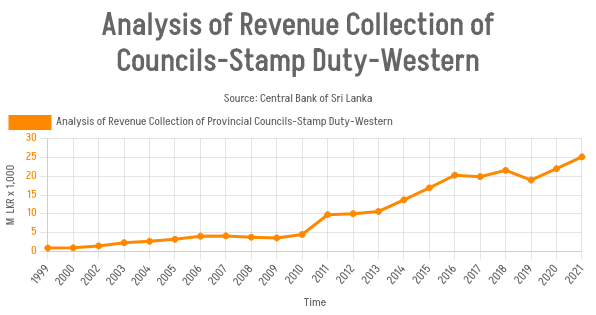 Analysis of Revenue Collection of
Councils-Stamp Duty-Western
Source: Central Bank of Sri Lanka
Analysis of Revenue Collection of Provincial Councils-Stamp Duty-Western
M LKR x 1,000
30
25
20
15
10
5
0
1999 2000 2002 2003 2004 2005 2006 2007 2008 2009 2010 2011 2012 2013 2014 2015 2016 2017 2018 2019 2020 2021
Time